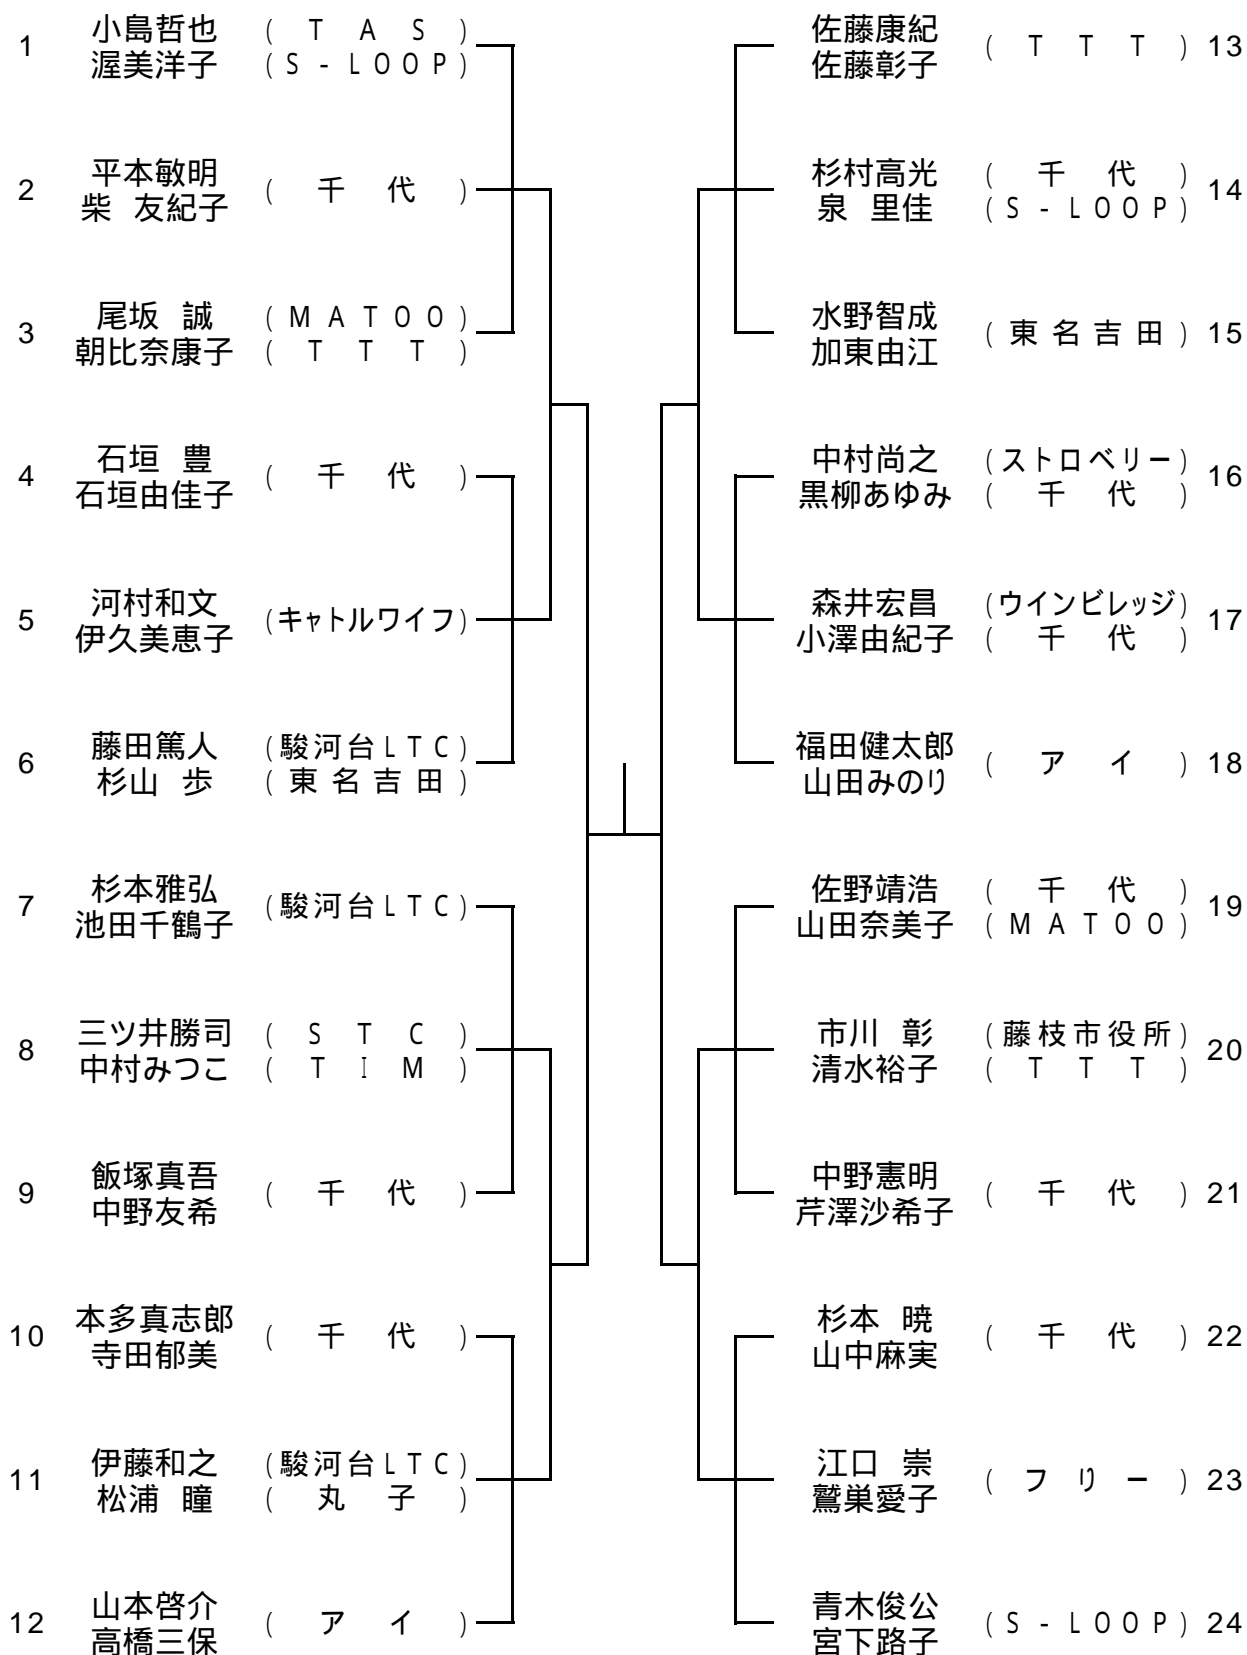 1 小島哲也 (TAS)
渥美洋子 (S-LOOP)
2 平本敏明 (千代)
柴 友紀子
3 尾坂 誠 (MATOO)
朝比奈康子 (TTT)
4 石垣 豊 (千代)
石垣由佳子
5 河村和文 (キャトルワイフ)
伊久美恵子
6 藤田篤人 (駿河台LTC)
杉山 歩 (東名吉田)
7 杉本雅弘 (駿河台LTC)
池田千鶴子
8 三ツ井勝司 (STC)
中村みつこ (TIM)
9 飯塚真吾 (千代)
中野友希
10 本多真志郎 (千代)
寺田郁美
11 伊藤和之 (駿河台LTC)
松浦 瞳 (丸子)
12 山本啓介 (アイ)
高橋三保
佐藤康紀 (TTT) 13
佐藤彰子
杉村高光 (千代) 14
泉 里佳 (S-LOOP)
水野智成 (東名吉田) 15
加東由江
中村尚之 (ストロベリー) 16
黒柳あゆみ (千代)
森井宏昌 (ウインビレッジ) 17
小澤由紀子 (千代)
福田健太郎 (アイ) 18
山田みのり
佐野靖浩 (千代) 19
山田奈美子 (MATOO)
市川 彰 (藤枝市役所) 20
清水裕子 (TTT)
中野憲明 (千代) 21
芹澤沙希子
杉本 暁 (千代) 22
山中麻実
江口 崇 (フリー) 23
鷲巣愛子
青木俊公 (S-LOOP) 24
宮下路子